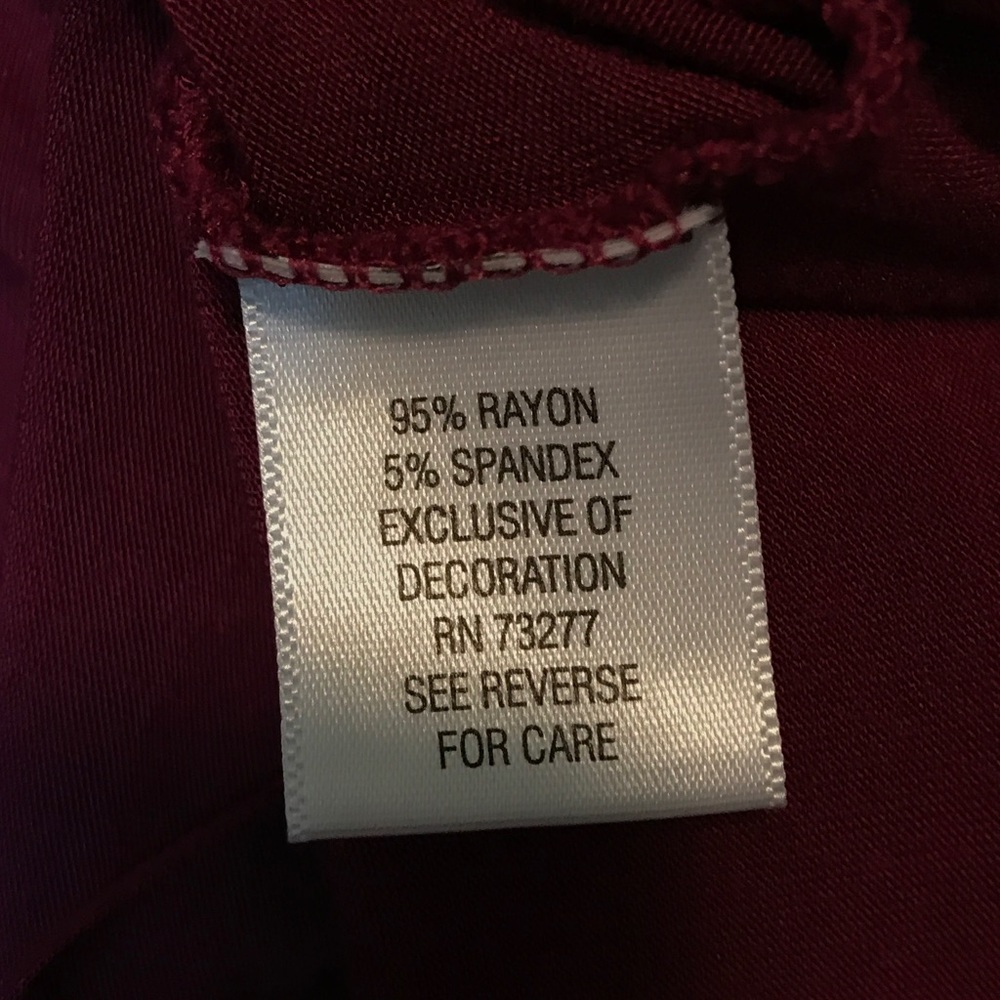 95% RAYON
5% SPANDEX
EXCLUSIVE OF
DECORATION
RN 73277
SEE REVERSE
FOR CARE